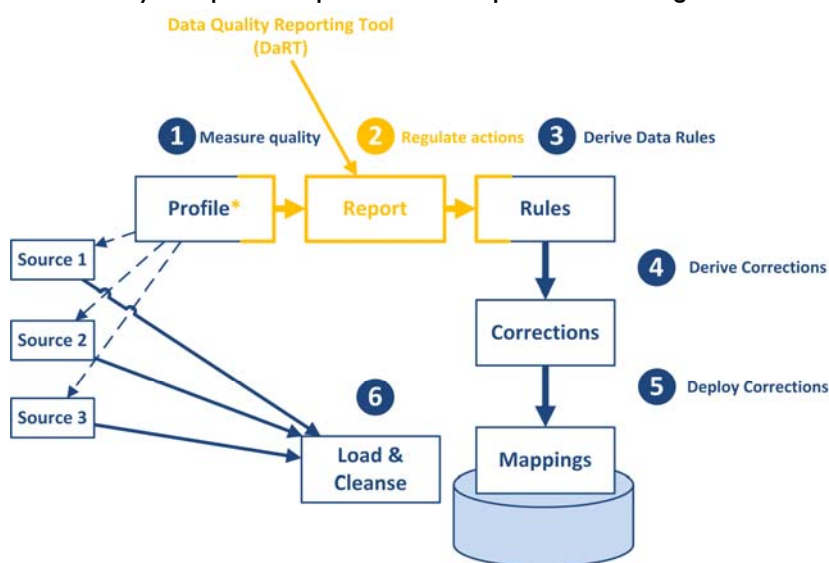 Data Quality Reporting Tool
(DaRT)
1 Measure quality
2 Regulate actions
3 Derive Data Rules
Profile*
Report
Rules
Source 1
4 Derive Corrections
Source 2
Corrections
5 Deploy Corrections
6
Source 3
Load &
Cleanse
Mappings